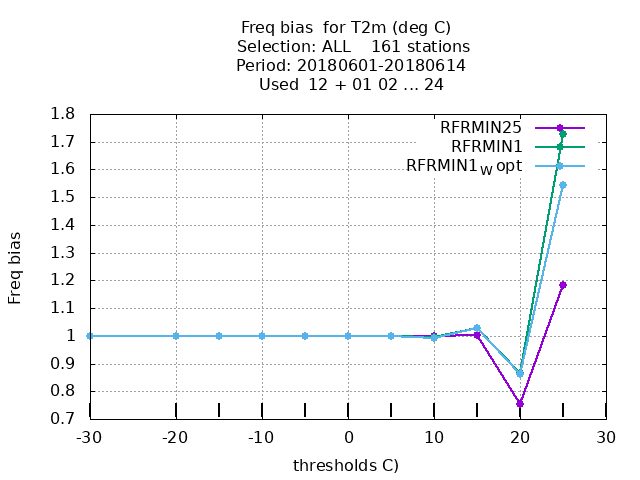 Freq bias  for T2m (deg C)
Selection: ALL    161 stations
Period: 20180601-20180614
Used  12 + 01 02 ... 24
1.8
1.7
1.6
1.5
1.4
1.3
1.2
1.1
1
0.9
0.8
0.7
Freq bias
RFRMIN25
RFRMIN1
RFRMIN1W opt
-30 -20 -10 0 10 20 30
thresholds C)